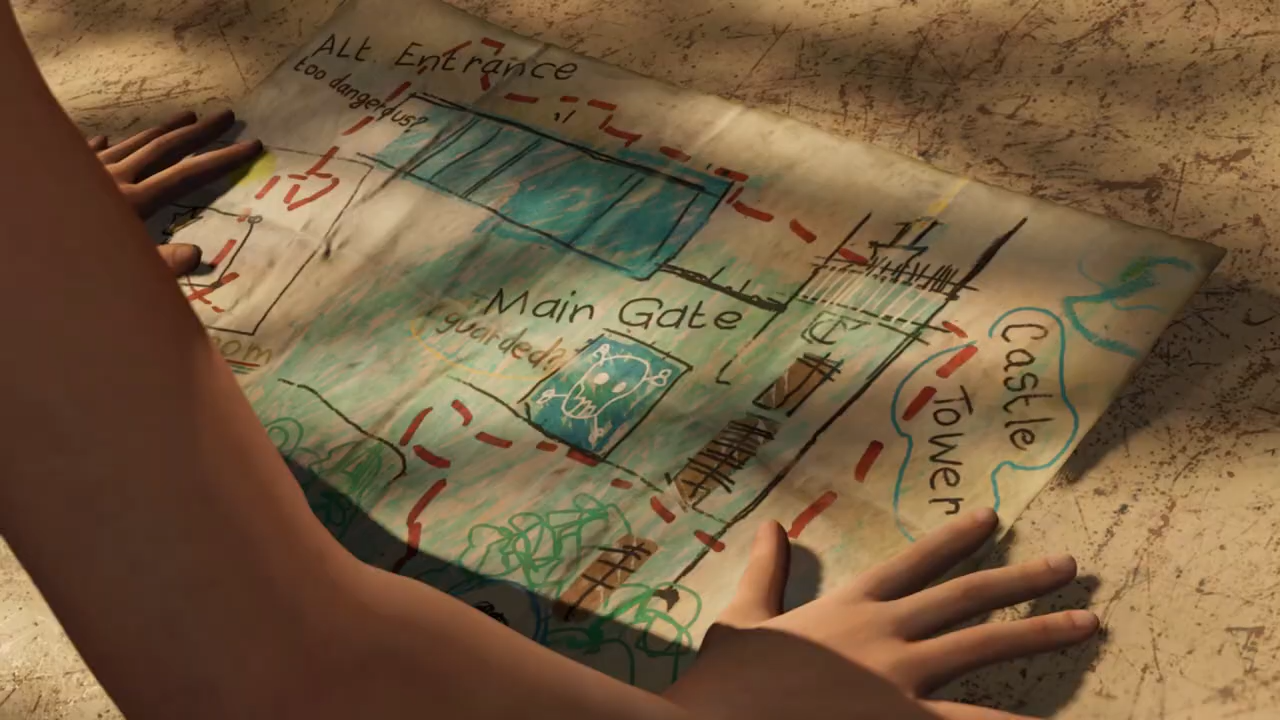 ALt. Entrance
too dangerous?
Main Gate
guarded?
Castle
Tower